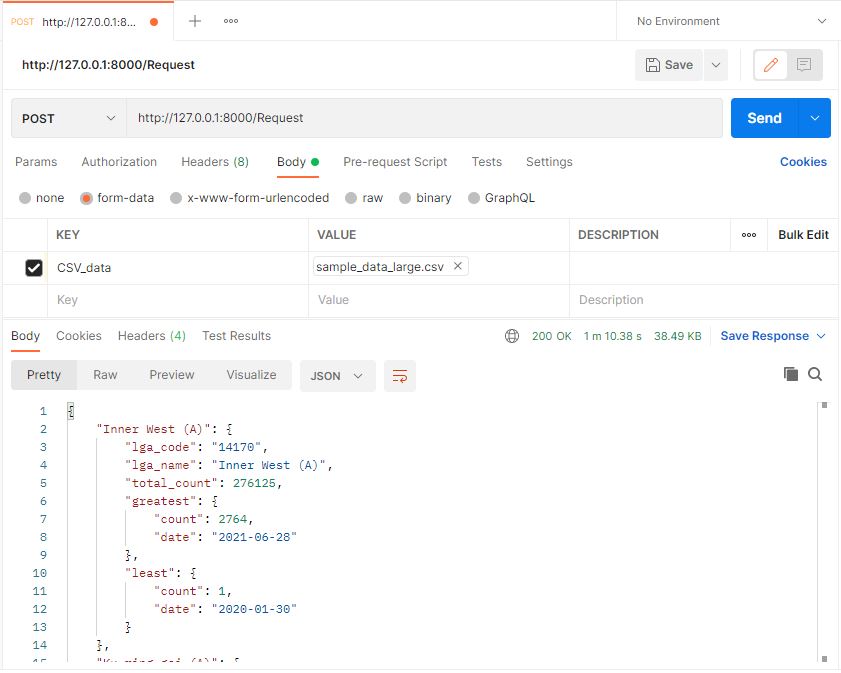 POST http://127.0.0.1:8... No Environment
http://127.0.0.1:8000/Request Save
POST http://127.0.0.1:8000/Request Send
Params Authorization Headers (8) Body Pre-request Script Tests Settings Cookies
none form-data x-www-form-urlencoded raw binary GraphQL
KEY VALUE DESCRIPTION Bulk Edit
CSV_data sample_data_large.csv
Key Value Description
Body Cookies Headers (4) Test Results 200 OK 1 m 10.38 s 38.49 KB Save Response
Pretty Raw Preview Visualize JSON
1 {
2 "Inner West (A)": {
3 "lga_code": "14170",
4 "lga_name": "Inner West (A)",
5 "total_count": 276125,
6 "greatest": {
7 "count": 2764,
8 "date": "2021-06-28"
9 },
10 "least": {
11 "count": 1,
12 "date": "2020-01-30"
13 }
14 },
15